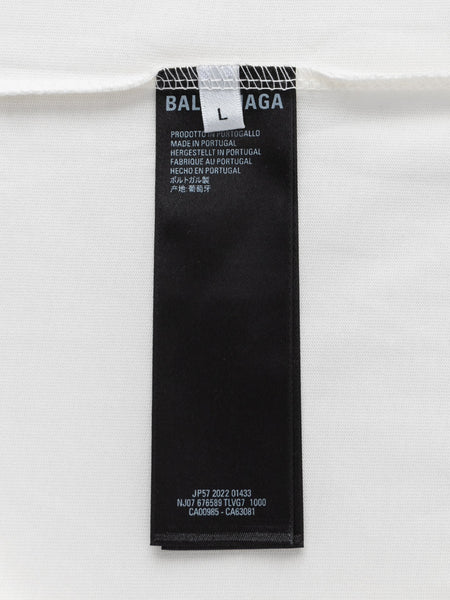 BAL AGA
L
PRODOTTO IN PORTOGALLO
MADE IN PORTUGAL
HERGESTELLT IN PORTUGAL
FABRIQUE AU PORTUGAL
HECHO EN PORTUGAL
ポルトガル製
产地:葡萄牙
JP57 2022 01433
NJ07 676589 TLVG7 1000
CA00985 - CA63081